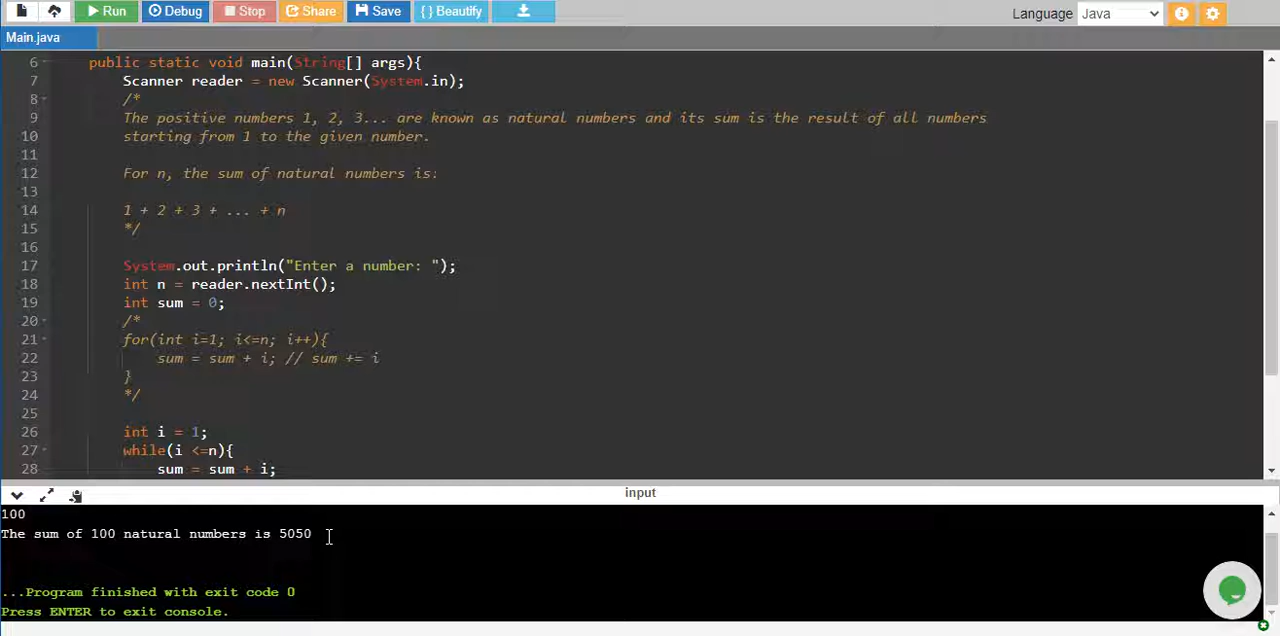 Run Debug Stop Share Save { } Beautify Language Java
Main.java
6 public static void main(String[] args){
7 Scanner reader = new Scanner(System.in);
8 /*
9 The positive numbers 1, 2, 3... are known as natural numbers and its sum is the result of all numbers
10 starting from 1 to the given number.
11
12 For n, the sum of natural numbers is:
13
14 1 + 2 + 3 + ... + n
15 */
16
17 System.out.println("Enter a number: ");
18 int n = reader.nextInt();
19 int sum = 0;
20 /*
21 for(int i=1; i<=n; i++){
22 sum = sum + i; // sum += i
23 }
24 */
25
26 int i = 1;
27 while(i <=n){
28 sum = sum + i;
input
100
The sum of 100 natural numbers is 5050
...Program finished with exit code 0
Press ENTER to exit console.